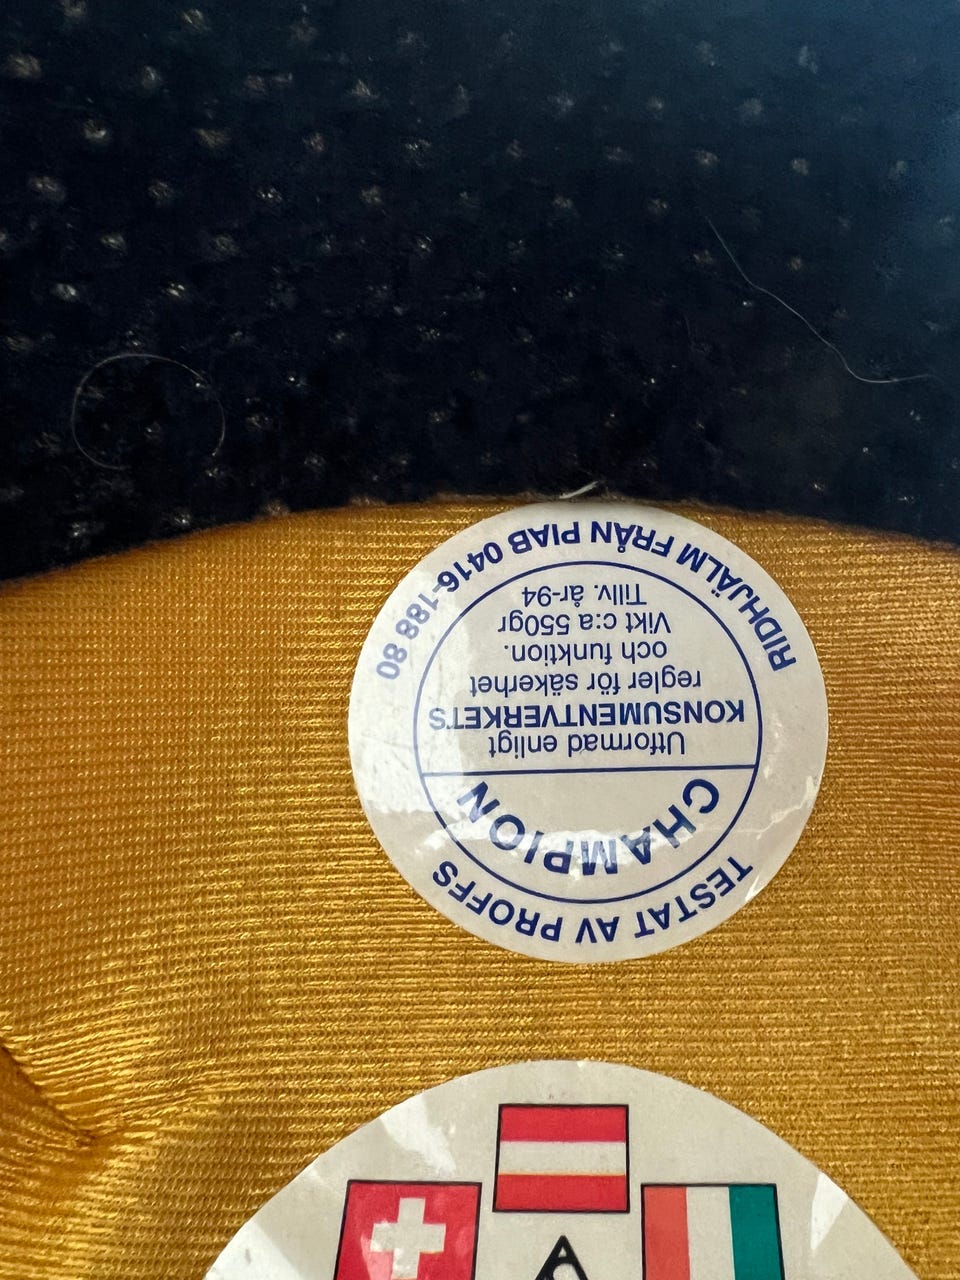 TESTAT AV PROFFS
CHAMPION
Utformad enligt
KONSUMENTVERKETS
regler för säkerhet
och funktion.
Vikt c:a 550gr
Tillv. år-94
RIDHJÄLM FRÅN PIAB 0416-188 80